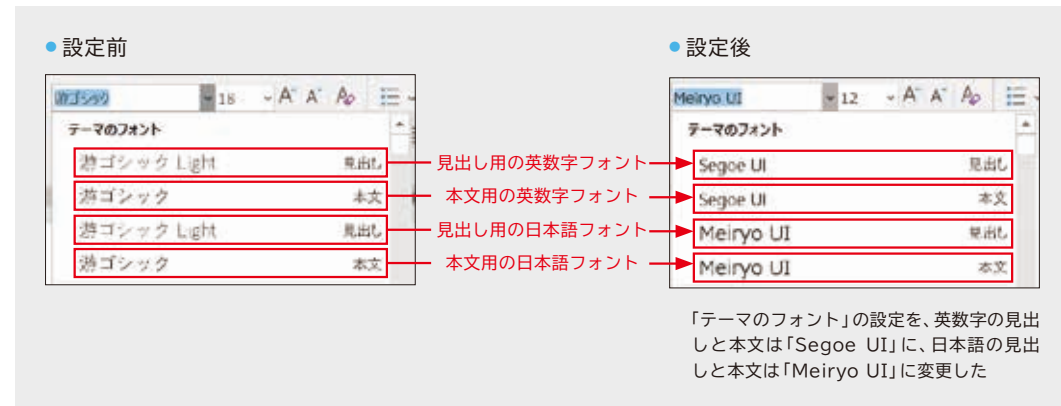 ● 設定前
● 設定後
游ゴシック 18 A A A
Meiryo UI 12 A A A
テーマのフォント
テーマのフォント
游ゴシック Light 見出し
見出し用の英数字フォント
Segoe UI 見出し
游ゴシック 本文
本文用の英数字フォント
Segoe UI 本文
游ゴシック Light 見出し
見出し用の日本語フォント
Meiryo UI 見出し
游ゴシック 本文
本文用の日本語フォント
Meiryo UI 本文
「テーマのフォント」の設定を、英数字の見出
しと本文は「Segoe UI」に、日本語の見出
しと本文は「Meiryo UI」に変更した